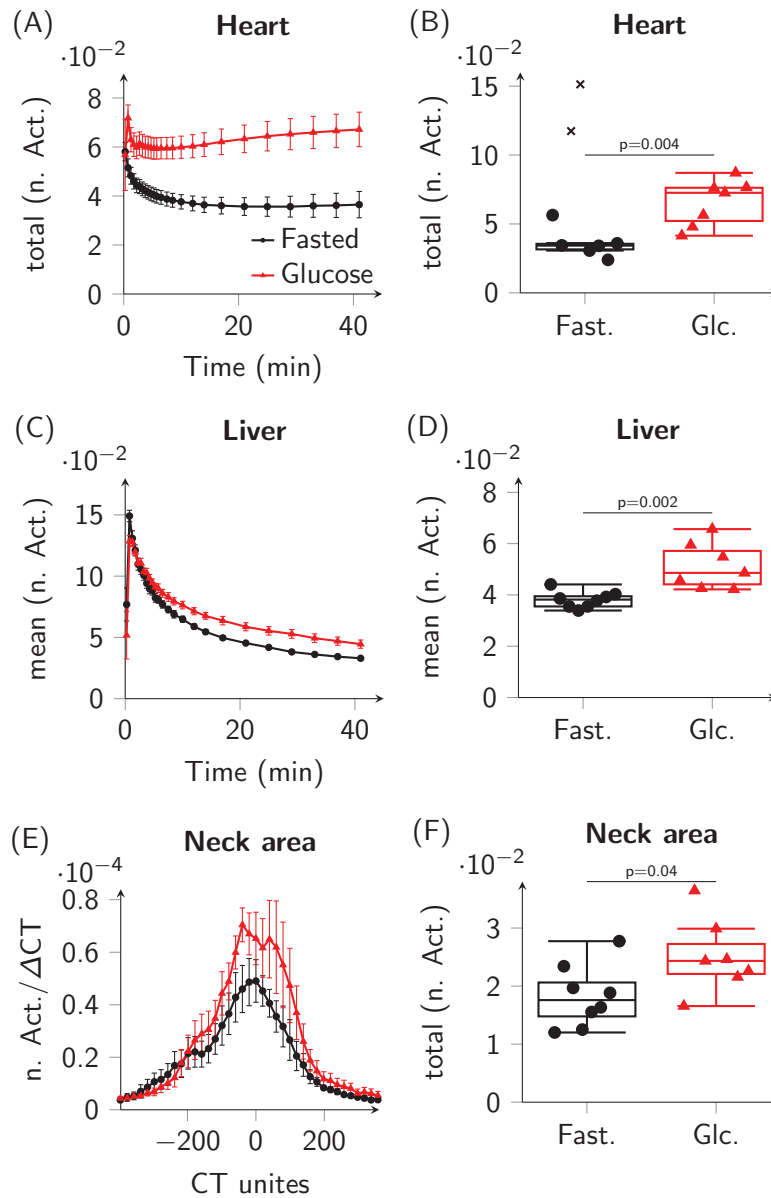 (A) Heart
·10⁻²
total (n. Act.)
8
6
4
2
0
0 20 40
Time (min)
Fasted
Glucose
(B) Heart
·10⁻²
total (n. Act.)
15
10
5
0
p=0.004
Fast. Glc.
(C) Liver
·10⁻²
mean (n. Act.)
15
10
5
0
0 20 40
Time (min)
(D) Liver
·10⁻²
mean (n. Act.)
8
6
4
2
0
p=0.002
Fast. Glc.
(E) Neck area
·10⁻⁴
n. Act./ΔCT
0.8
0.6
0.4
0.2
0
−200 0 200
CT unites
(F) Neck area
·10⁻²
total (n. Act.)
3
2
1
0
p=0.04
Fast. Glc.